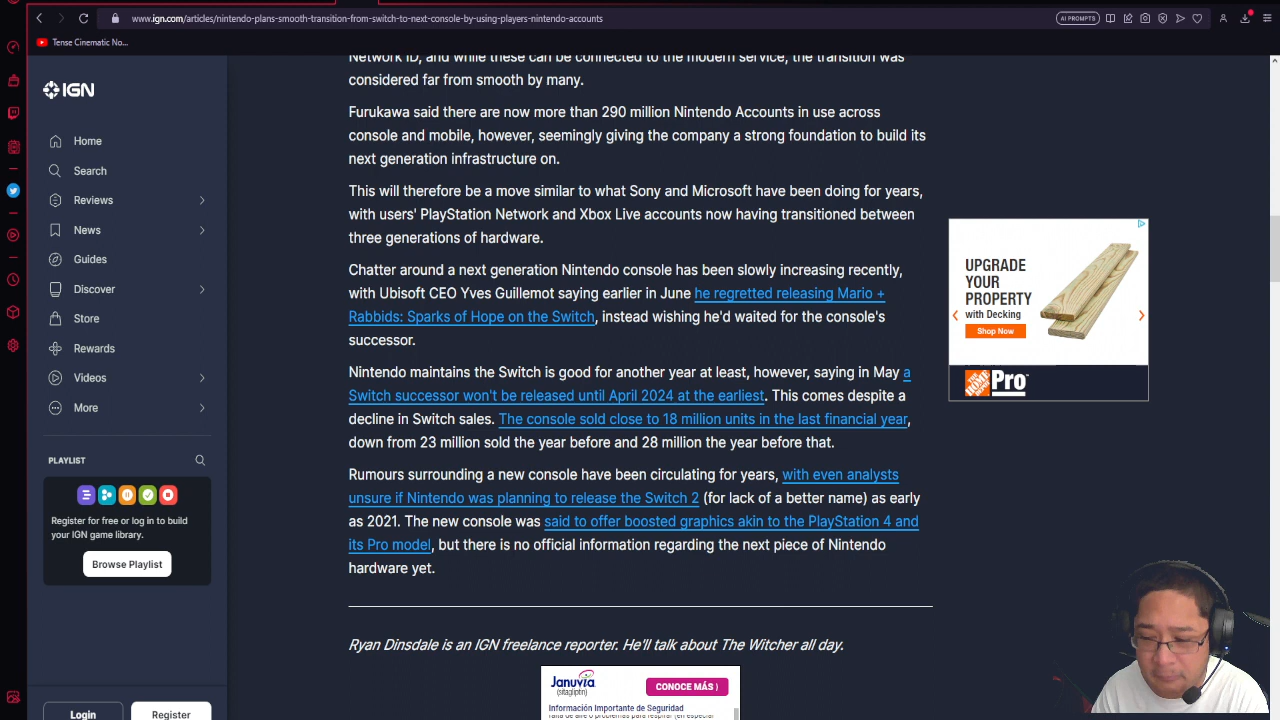 www.ign.com/articles/nintendo-plans-smooth-transition-from-switch-to-next-console-by-using-players-nintendo-accounts
AI PROMPTS
Tense Cinematic No...
IGN
Home
Search
Reviews
News
Guides
Discover
Store
Rewards
Videos
More
PLAYLIST
Register for free or log in to build
your IGN game library.
Browse Playlist
Login
Register
Network ID, and while these can be connected to the modern service, the transition was
considered far from smooth by many.
Furukawa said there are now more than 290 million Nintendo Accounts in use across
console and mobile, however, seemingly giving the company a strong foundation to build its
next generation infrastructure on.
This will therefore be a move similar to what Sony and Microsoft have been doing for years,
with users' PlayStation Network and Xbox Live accounts now having transitioned between
three generations of hardware.
Chatter around a next generation Nintendo console has been slowly increasing recently,
with Ubisoft CEO Yves Guillemot saying earlier in June he regretted releasing Mario +
Rabbids: Sparks of Hope on the Switch, instead wishing he'd waited for the console's
successor.
Nintendo maintains the Switch is good for another year at least, however, saying in May a
Switch successor won't be released until April 2024 at the earliest. This comes despite a
decline in Switch sales. The console sold close to 18 million units in the last financial year,
down from 23 million sold the year before and 28 million the year before that.
Rumours surrounding a new console have been circulating for years, with even analysts
unsure if Nintendo was planning to release the Switch 2 (for lack of a better name) as early
as 2021. The new console was said to offer boosted graphics akin to the PlayStation 4 and
its Pro model, but there is no official information regarding the next piece of Nintendo
hardware yet.
Ryan Dinsdale is an IGN freelance reporter. He'll talk about The Witcher all day.
Januvia
(sitagliptin)
CONOCE MÁS ⟩
Información Importante de Seguridad
falta de aire o problemas para respirar (en especial
UPGRADE
YOUR
PROPERTY
with Decking
Shop Now
Pro